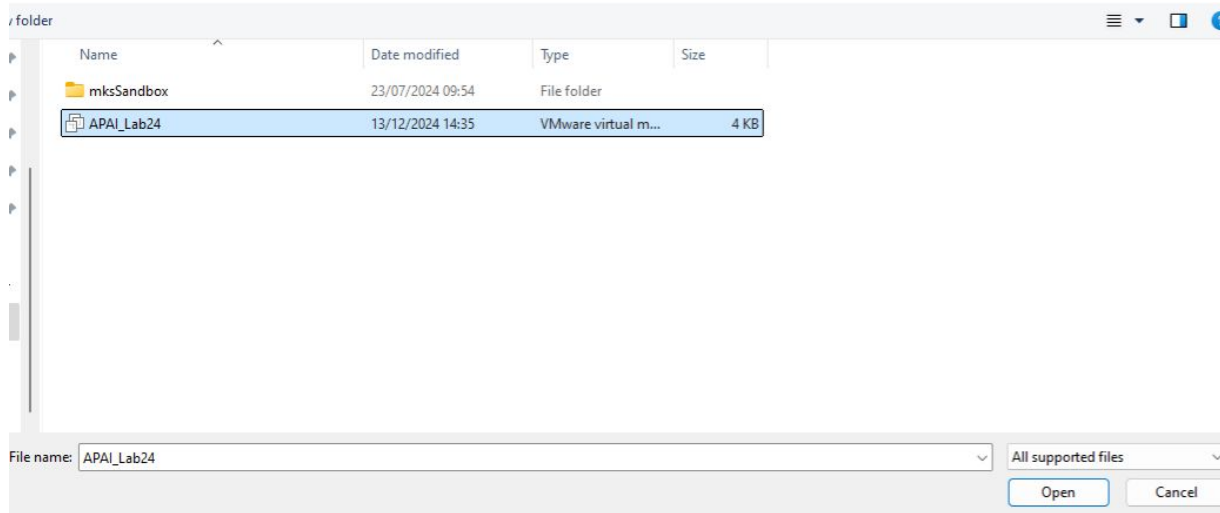 folder
Name Date modified Type Size
mksSandbox 23/07/2024 09:54 File folder
APAI_Lab24 13/12/2024 14:35 VMware virtual m... 4 KB
File name: APAI_Lab24 All supported files
Open Cancel